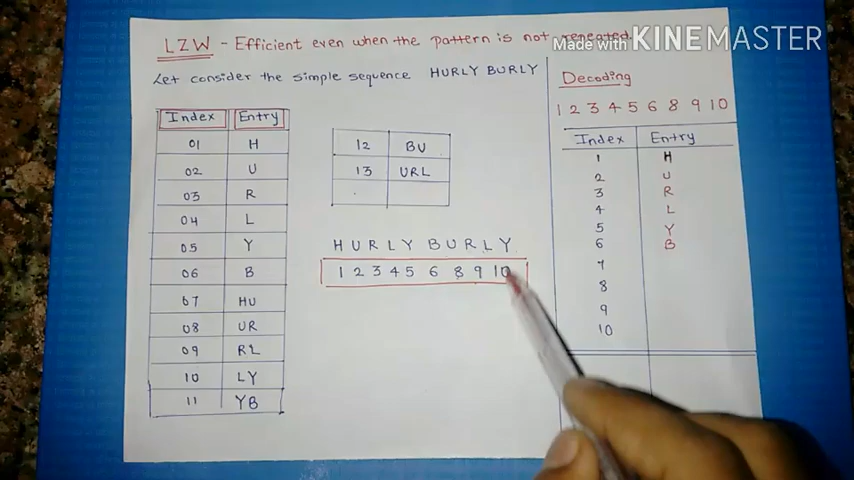 LZW - Efficient even when the pattern is not repeated.
Made with KINEMASTER
Let consider the simple sequence HURLY BURLY
Index Entry
01 H
02 U
03 R
04 L
05 Y
06 B
07 HU
08 UR
09 RL
10 LY
11 YB
12 BU
13 URL
H U R L Y B U R L Y
1 2 3 4 5 6 8 9 10
Decoding
1 2 3 4 5 6 8 9 10
Index Entry
1 H
2 U
3 R
4 L
5 Y
6 B
7
8
9
10